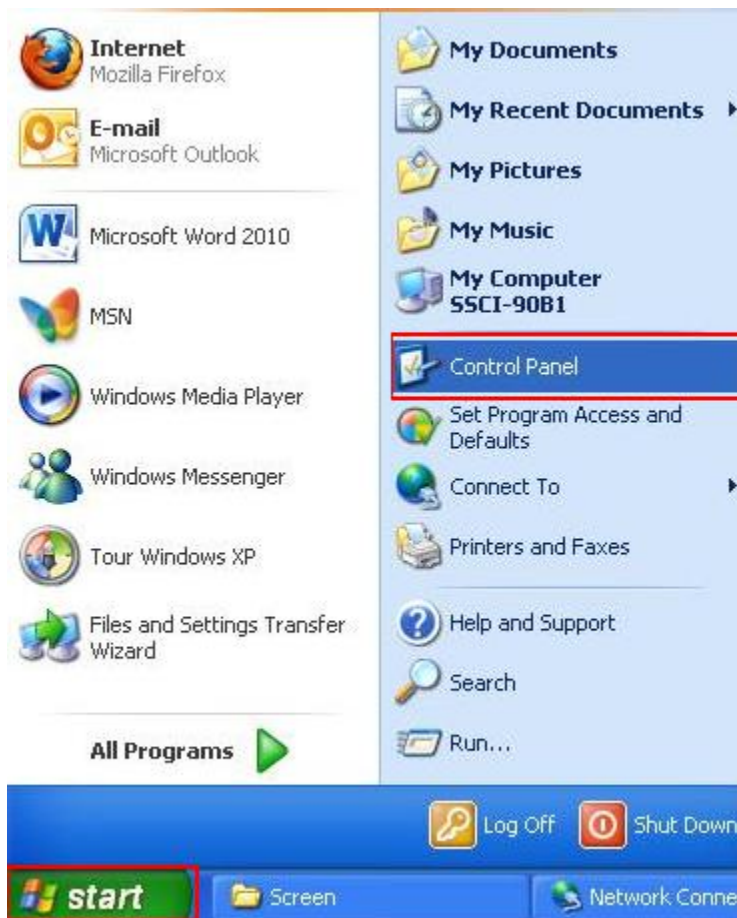 Internet
Mozilla Firefox
E-mail
Microsoft Outlook
Microsoft Word 2010
MSN
Windows Media Player
Windows Messenger
Tour Windows XP
Files and Settings Transfer
Wizard
All Programs
My Documents
My Recent Documents
My Pictures
My Music
My Computer
SSCI-90B1
Control Panel
Set Program Access and
Defaults
Connect To
Printers and Faxes
Help and Support
Search
Run...
Log Off
Shut Down
start
Screen
Network Conne